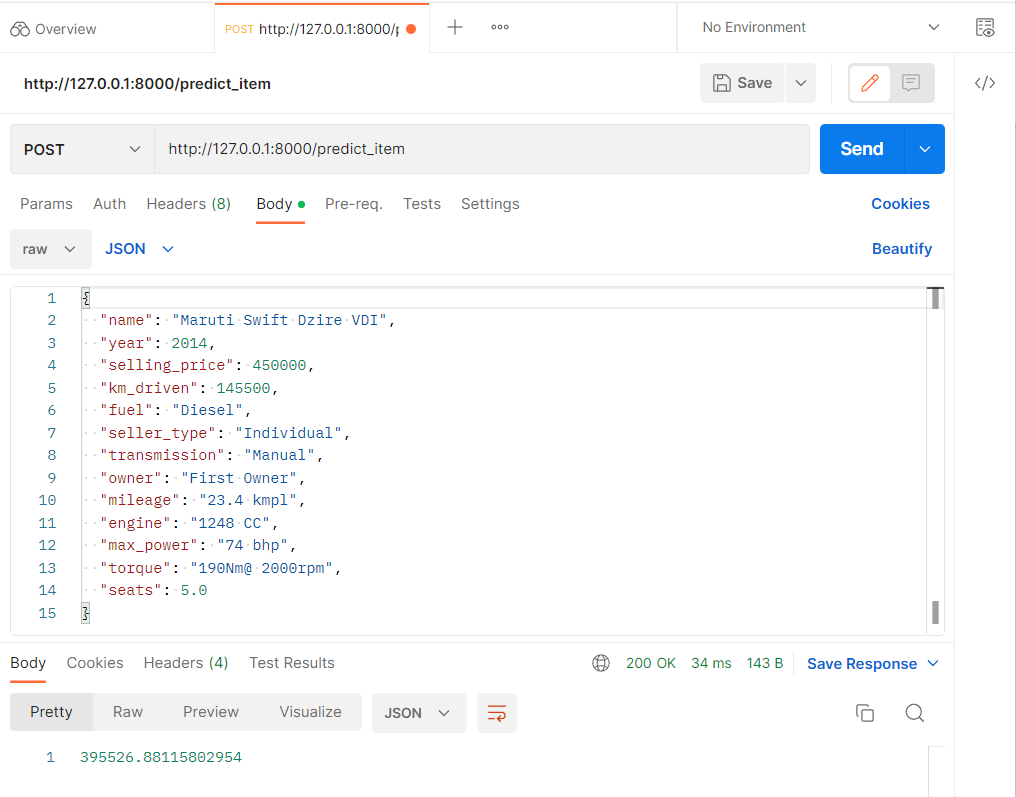 Overview POST http://127.0.0.1:8000/p No Environment
http://127.0.0.1:8000/predict_item Save
POST http://127.0.0.1:8000/predict_item Send
Params Auth Headers (8) Body Pre-req. Tests Settings Cookies
raw JSON Beautify
1 {
2 "name": "Maruti Swift Dzire VDI",
3 "year": 2014,
4 "selling_price": 450000,
5 "km_driven": 145500,
6 "fuel": "Diesel",
7 "seller_type": "Individual",
8 "transmission": "Manual",
9 "owner": "First Owner",
10 "mileage": "23.4 kmpl",
11 "engine": "1248 CC",
12 "max_power": "74 bhp",
13 "torque": "190Nm@ 2000rpm",
14 "seats": 5.0
15 }
Body Cookies Headers (4) Test Results 200 OK 34 ms 143 B Save Response
Pretty Raw Preview Visualize JSON
1 395526.88115802954